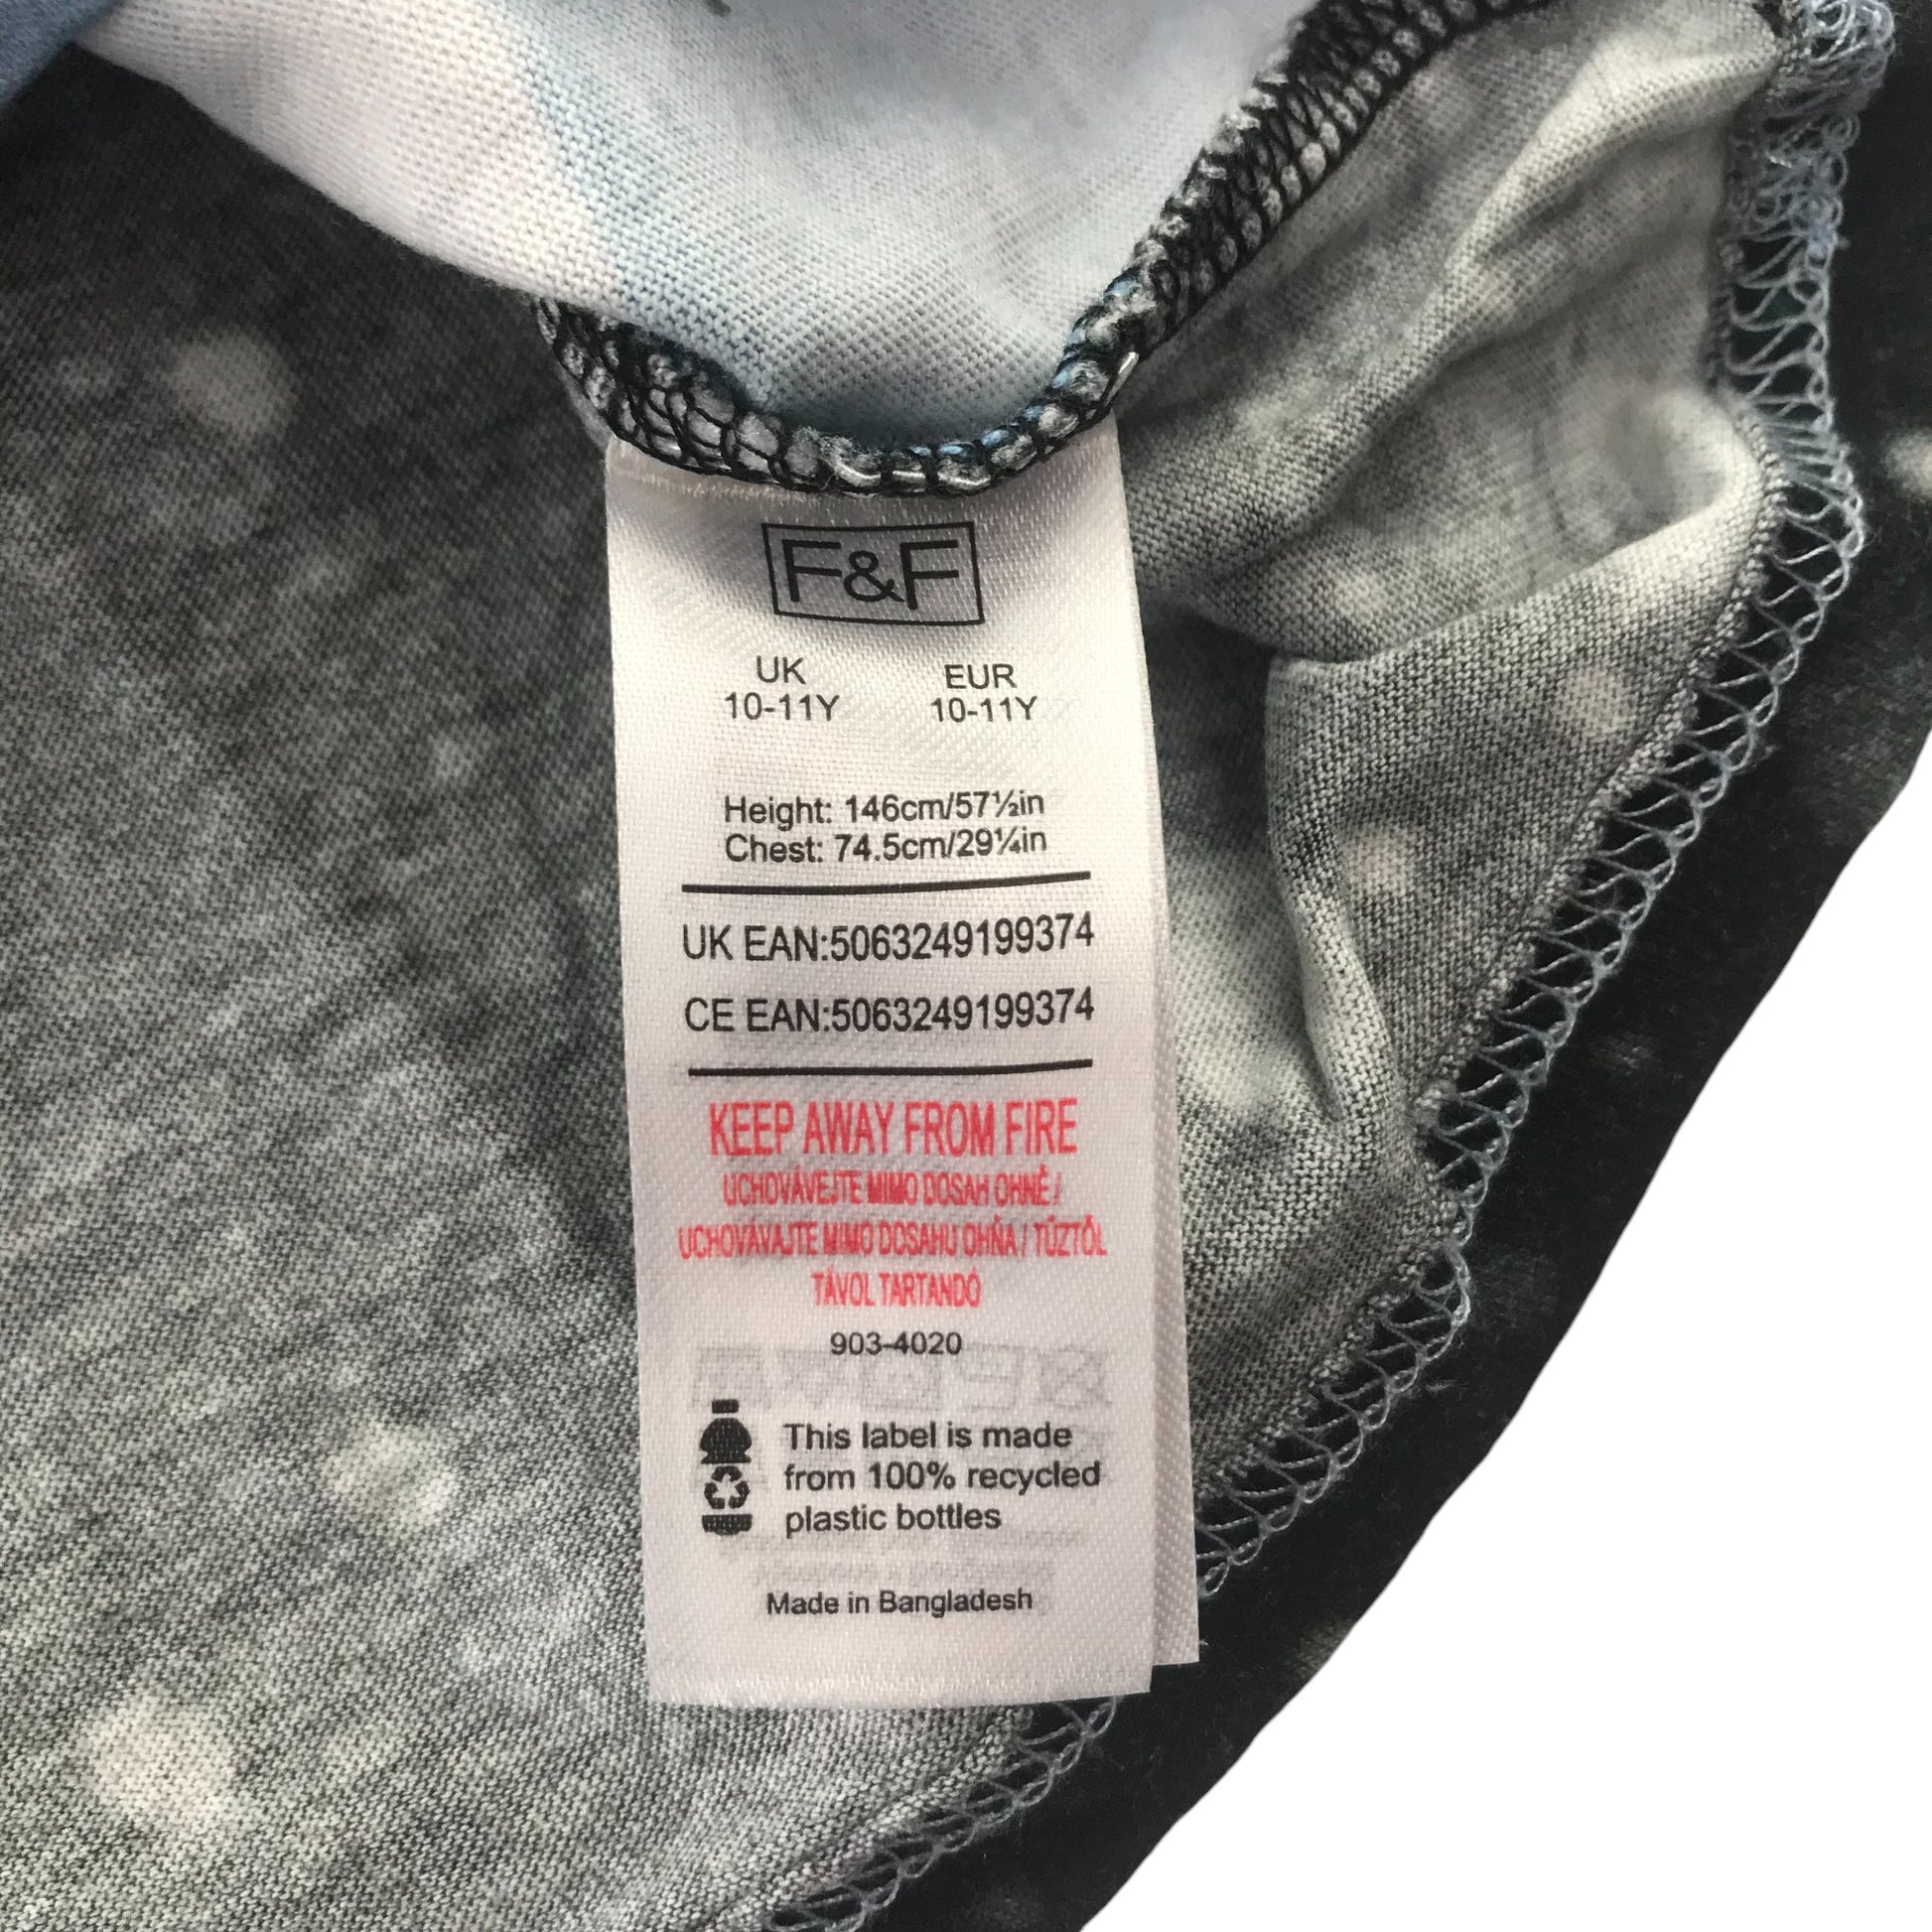 F&F
UK EUR
10-11Y 10-11Y
Height: 146cm/57½in
Chest: 74.5cm/29¼in
UK EAN:5063249199374
CE EAN:5063249199374
KEEP AWAY FROM FIRE
UCHOVÁVEJTE MIMO DOSAH OHNĚ /
UCHOVÁVAJTE MIMO DOSAHU OHŇA / TŰZTŐL
TÁVOL TARTANDÓ
903-4020
This label is made
from 100% recycled
plastic bottles
Made in Bangladesh